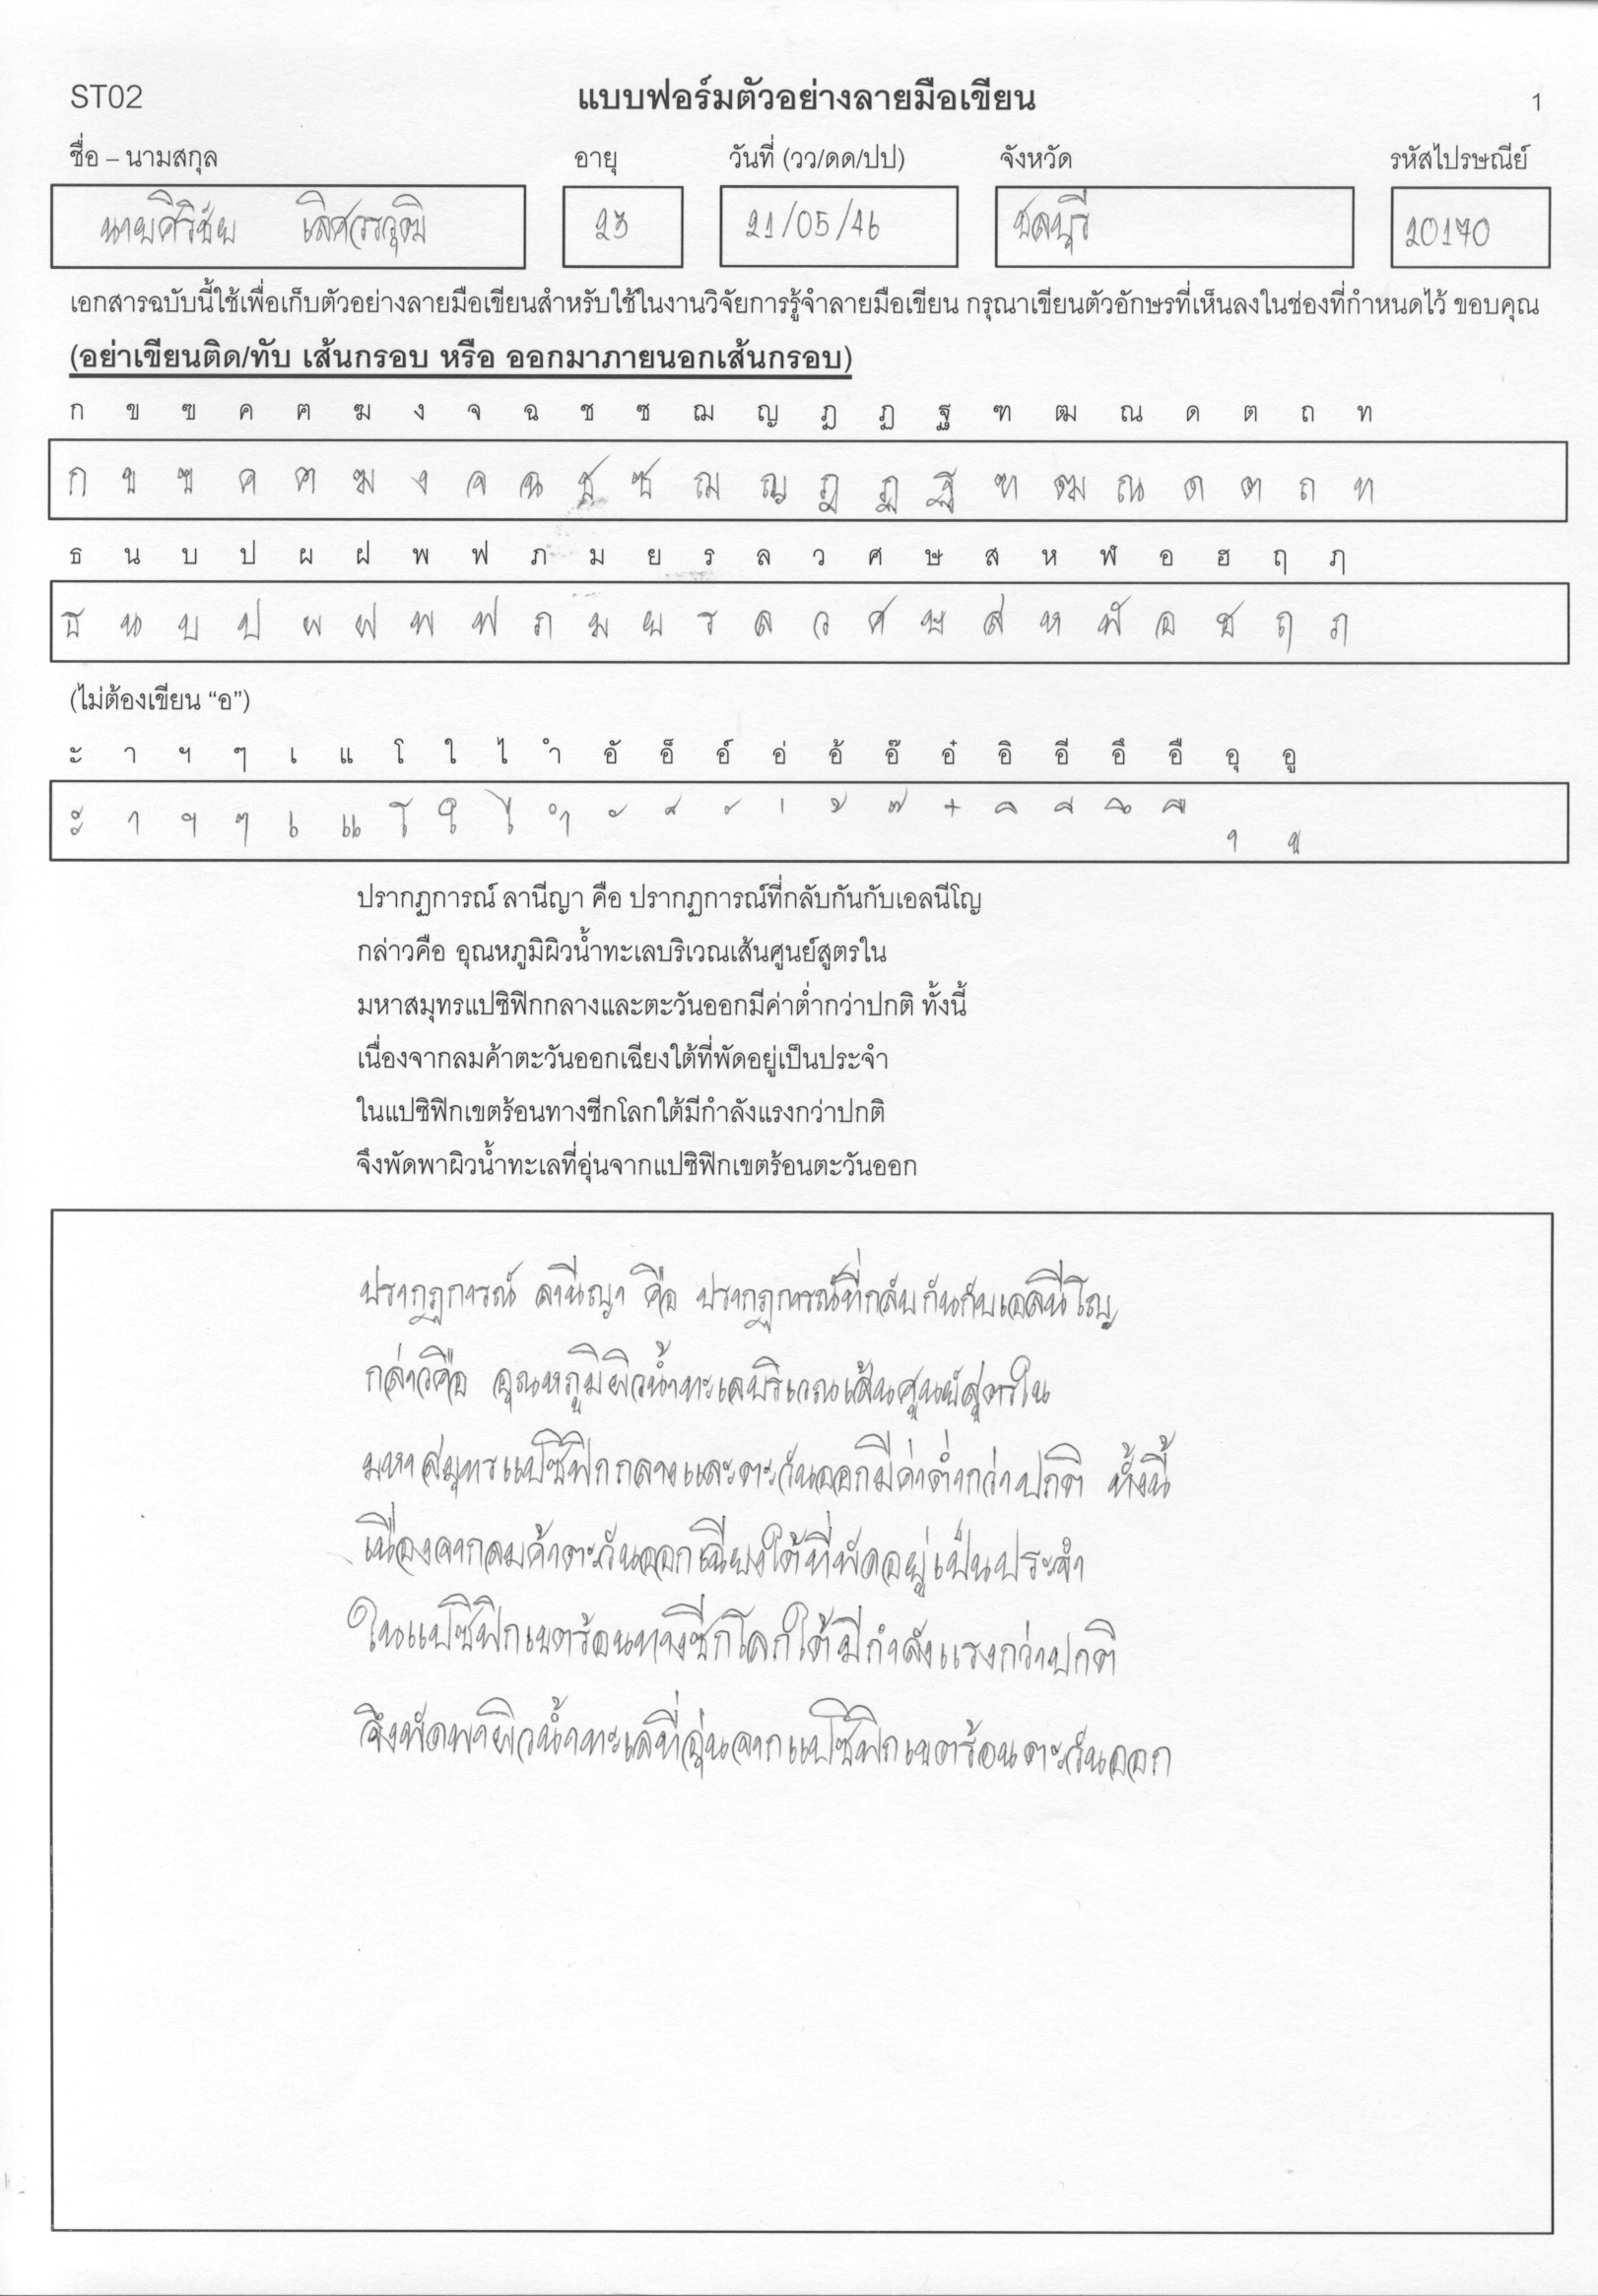 ST02 แบบฟอร์มตัวอย่างลายมือเขียน 1
ชื่อ – นามสกุล อายุ วันที่ (วว/ดด/ปป) จังหวัด รหัสไปรษณีย์
นายศิริชัย เลิศวรวุฒิ 23 21/05/46 ชลบุรี 20170
เอกสารฉบับนี้ใช้เพื่อเก็บตัวอย่างลายมือเขียนสำหรับใช้ในงานวิจัยการรู้จำลายมือเขียน กรุณาเขียนตัวอักษรที่เห็นลงในช่องที่กำหนดไว้ ขอบคุณ
(อย่าเขียนติด/ทับ เส้นกรอบ หรือ ออกมาภายนอกเส้นกรอบ)
ก ข ฃ ค ฅ ฆ ง จ ฉ ช ซ ฌ ญ ฎ ฏ ฐ ฑ ฒ ณ ด ต ถ ท
ก ข ฃ ค ฅ ฆ ง จ ฉ ช ซ ฌ ญ ฎ ฏ ฐ ฑ ฒ ณ ด ต ถ ท
ธ น บ ป ผ ฝ พ ฟ ภ ม ย ร ล ว ศ ษ ส ห ฬ อ ฮ ฤ ฦ
ธ น บ ป ผ ฝ พ ฟ ภ ม ย ร ล ว ศ ษ ส ห ฬ อ ฮ ฤ ภ
(ไม่ต้องเขียน “อ”)
ะ า ฯ ๆ เ แ โ ใ ไ ำ อั อ็ อ์ อ่ อ้ อ๊ อ๋ อิ อี อึ อื อุ อู
ะ า ฯ ๆ เ แ โ ใ ไ ำ ั ็ ์ ่ ้ ๊ ๋ ิ ี ึ ื ุ ู
ปรากฏการณ์ ลานีญา คือ ปรากฏการณ์ที่กลับกันกับเอลนีโญ
กล่าวคือ อุณหภูมิผิวน้ำทะเลบริเวณเส้นศูนย์สูตรใน
มหาสมุทรแปซิฟิกกลางและตะวันออกมีค่าต่ำกว่าปกติ ทั้งนี้
เนื่องจากลมค้าตะวันออกเฉียงใต้ที่พัดอยู่เป็นประจำ
ในแปซิฟิกเขตร้อนทางซีกโลกใต้มีกำลังแรงกว่าปกติ
จึงพัดพาผิวน้ำทะเลที่อุ่นจากแปซิฟิกเขตร้อนตะวันออก
ปรากฏการณ์ ลานีญา คือ ปรากฏการณ์ที่กลับกันกับเอลนีโญ
กล่าวคือ อุณหภูมิผิวน้ำทะเลบริเวณเส้นศูนย์สูตรใน
มหาสมุทรแปซิฟิกกลางและตะวันออกมีค่าต่ำกว่าปกติ ทั้งนี้
เนื่องจากลมค้าตะวันออกเฉียงใต้ที่พัดอยู่เป็นประจำ
ในแปซิฟิกเขตร้อนทางซีกโลกใต้มีกำลังแรงกว่าปกติ
จึงพัดพาผิวน้ำทะเลที่อุ่นจากแปซิฟิกเขตร้อนตะวันออก